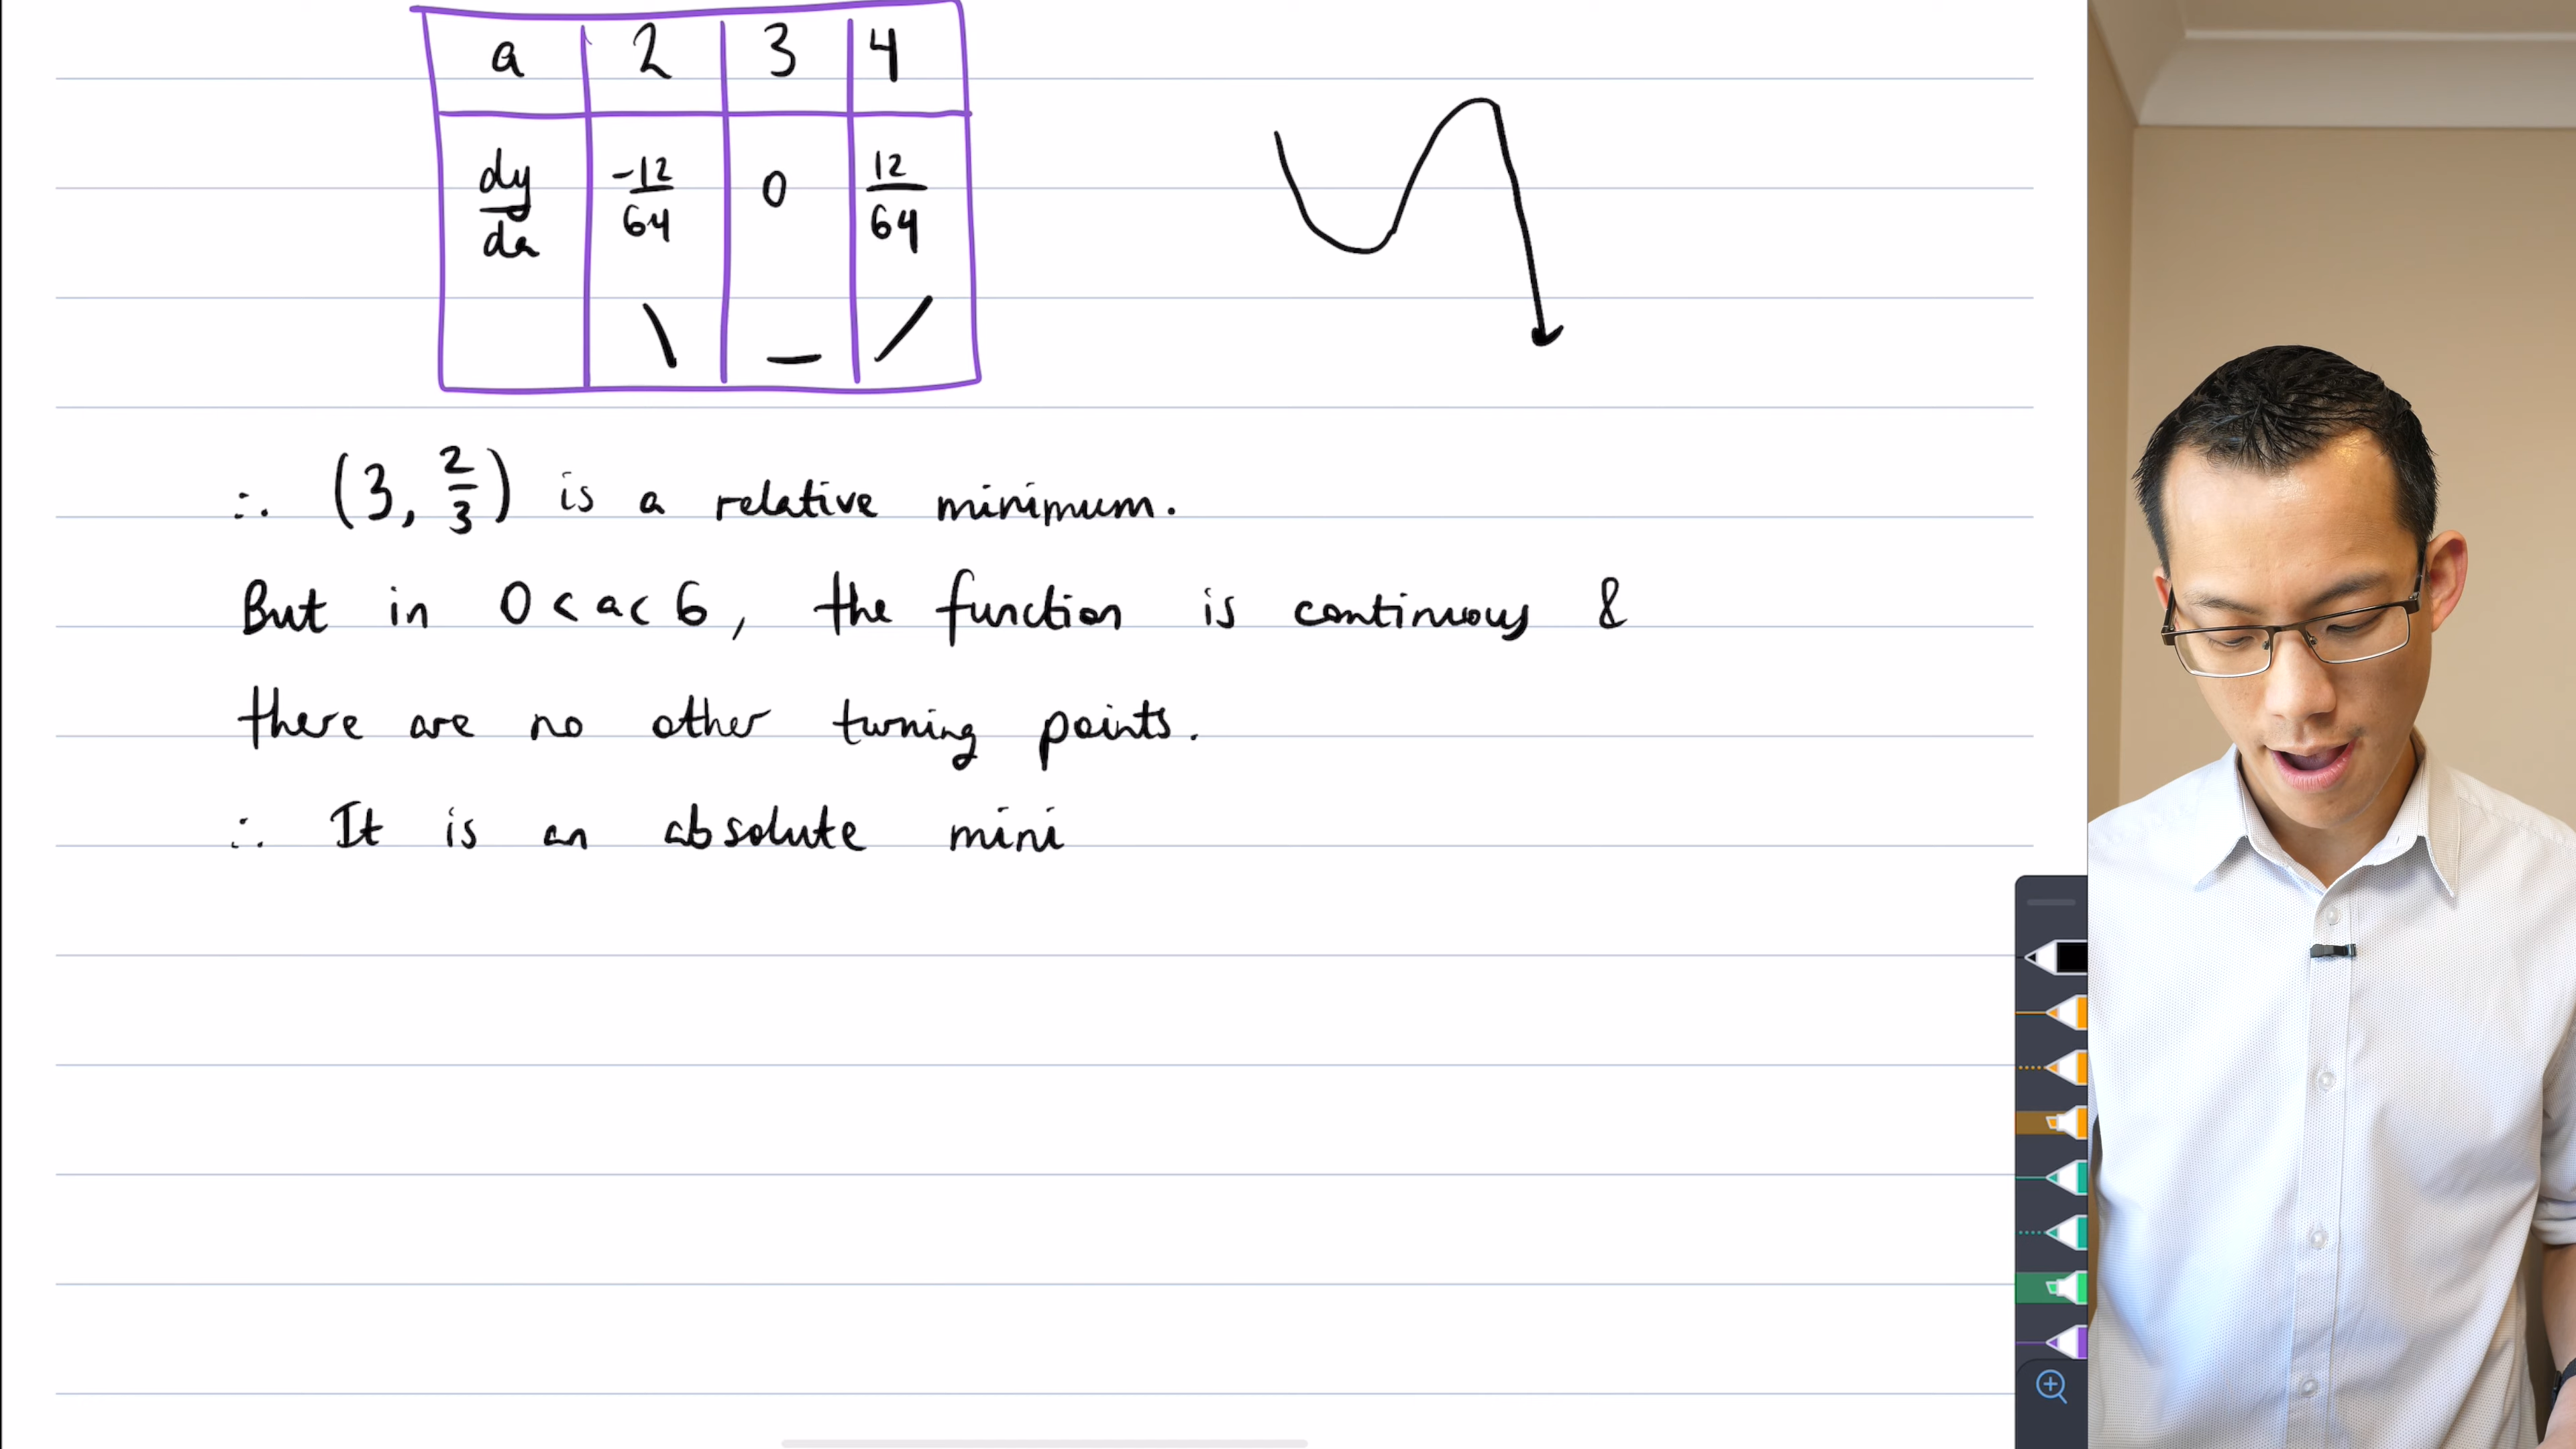 a 2 3 4
dy/da -12/64 0 12/64
\ _ /
∴ (3, 2/3) is a relative minimum.
But in 0 < a < 6, the function is continuous &
there are no other turning points.
∴ It is an absolute mini